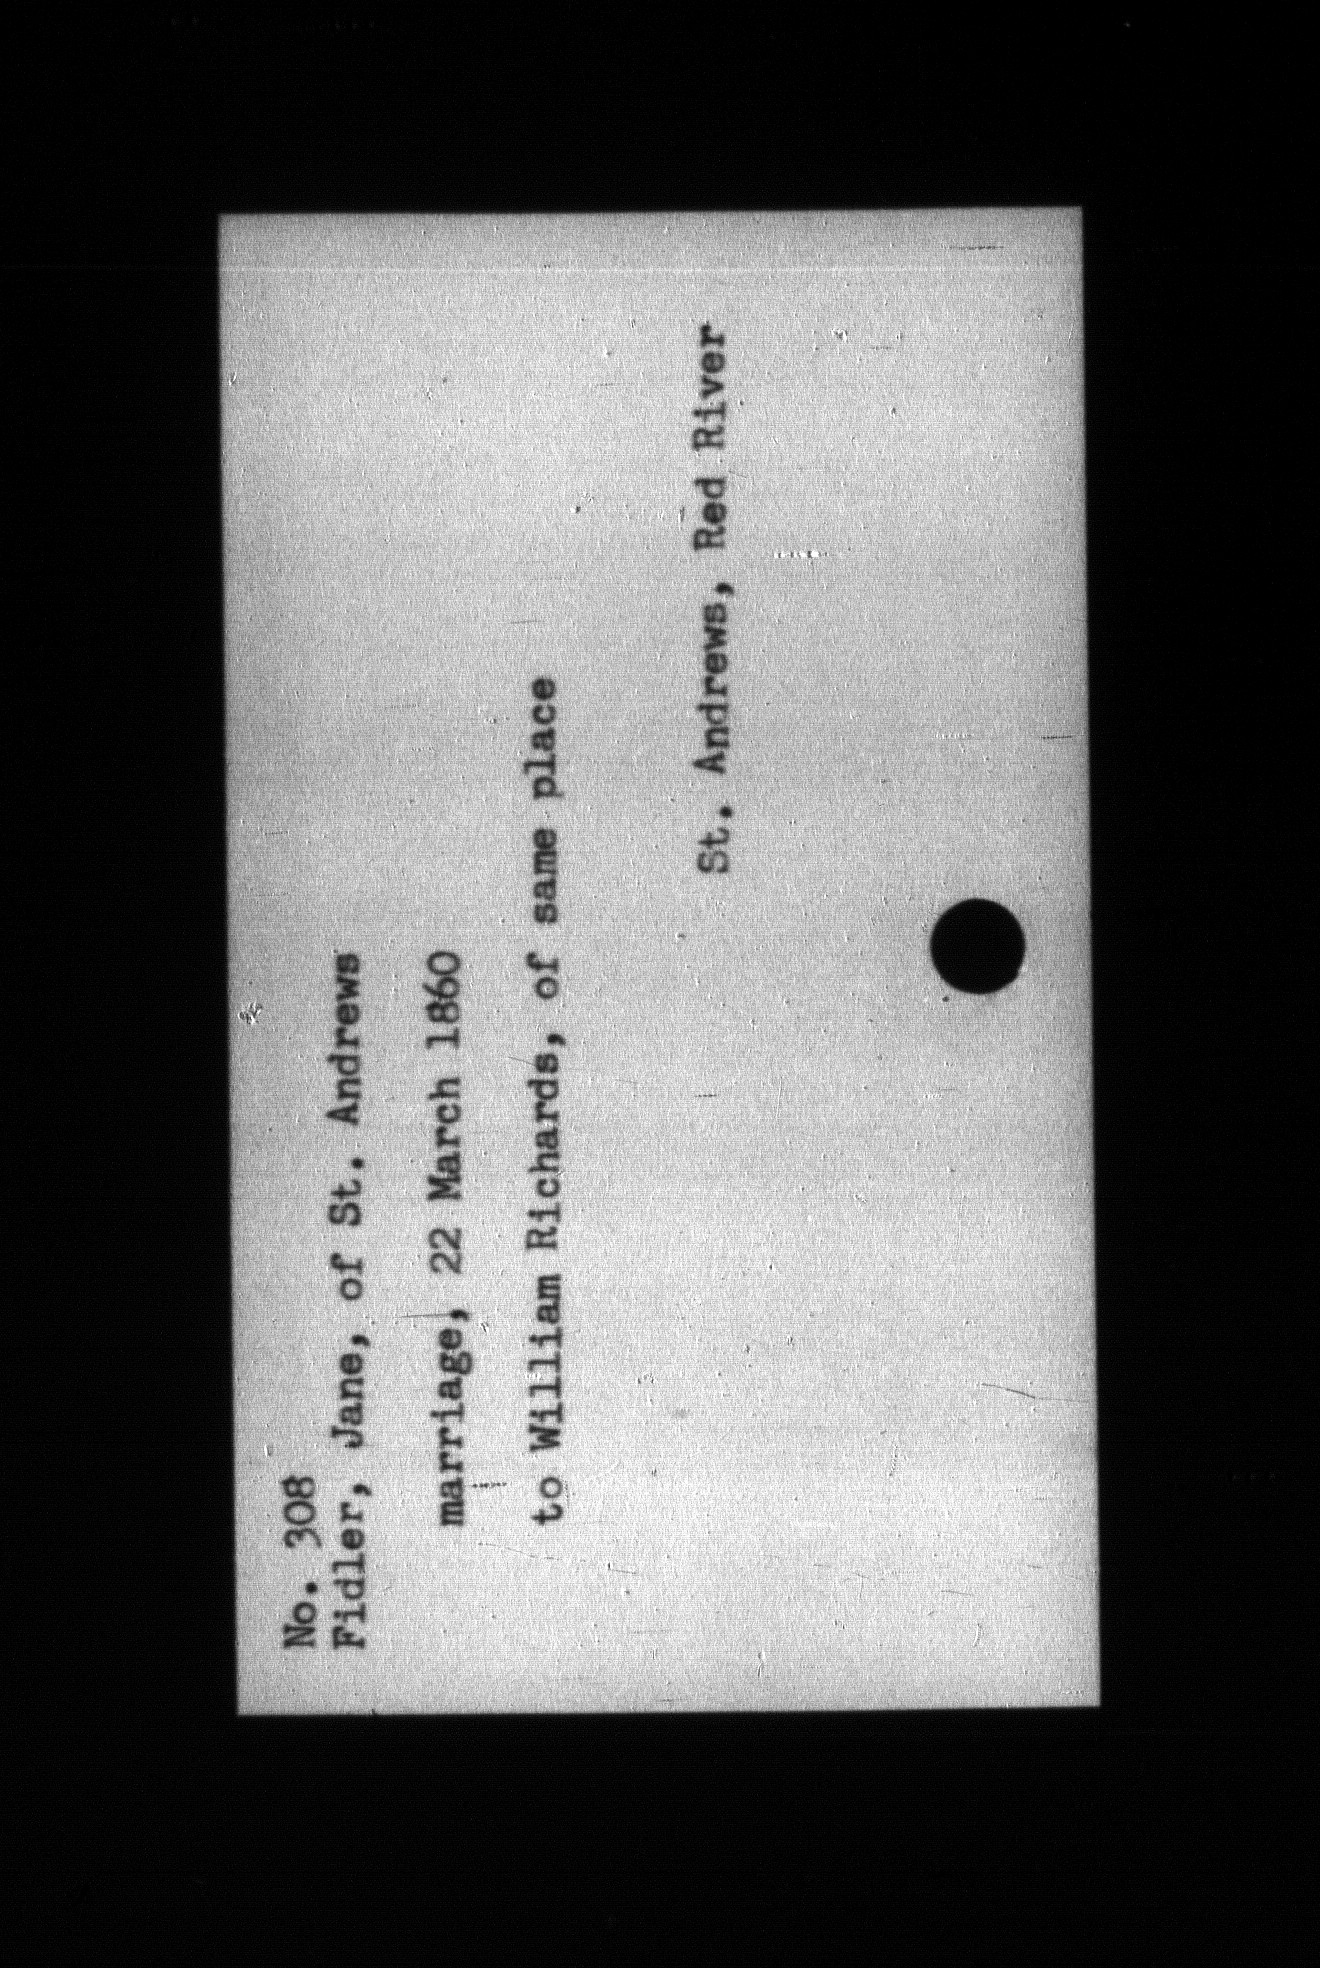 No. 308
Fidler, Jane, of St. Andrews
marriage, 22 March 1860
to William Richards, of same place
St. Andrews, Red River